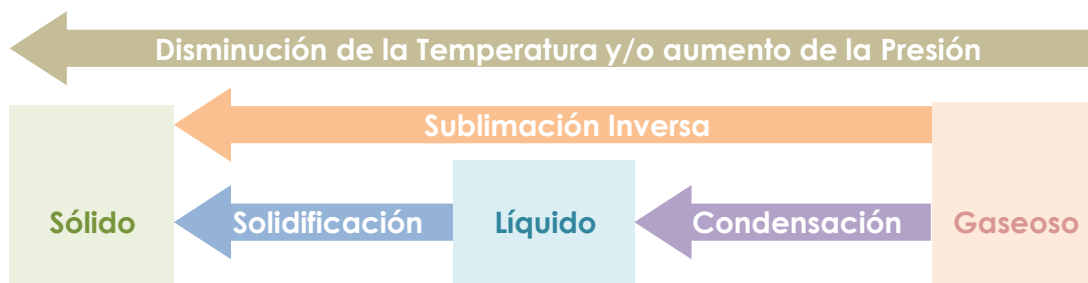 Disminución de la Temperatura y/o aumento de la Presión
Sublimación Inversa
Sólido
Solidificación
Líquido
Condensación
Gaseoso